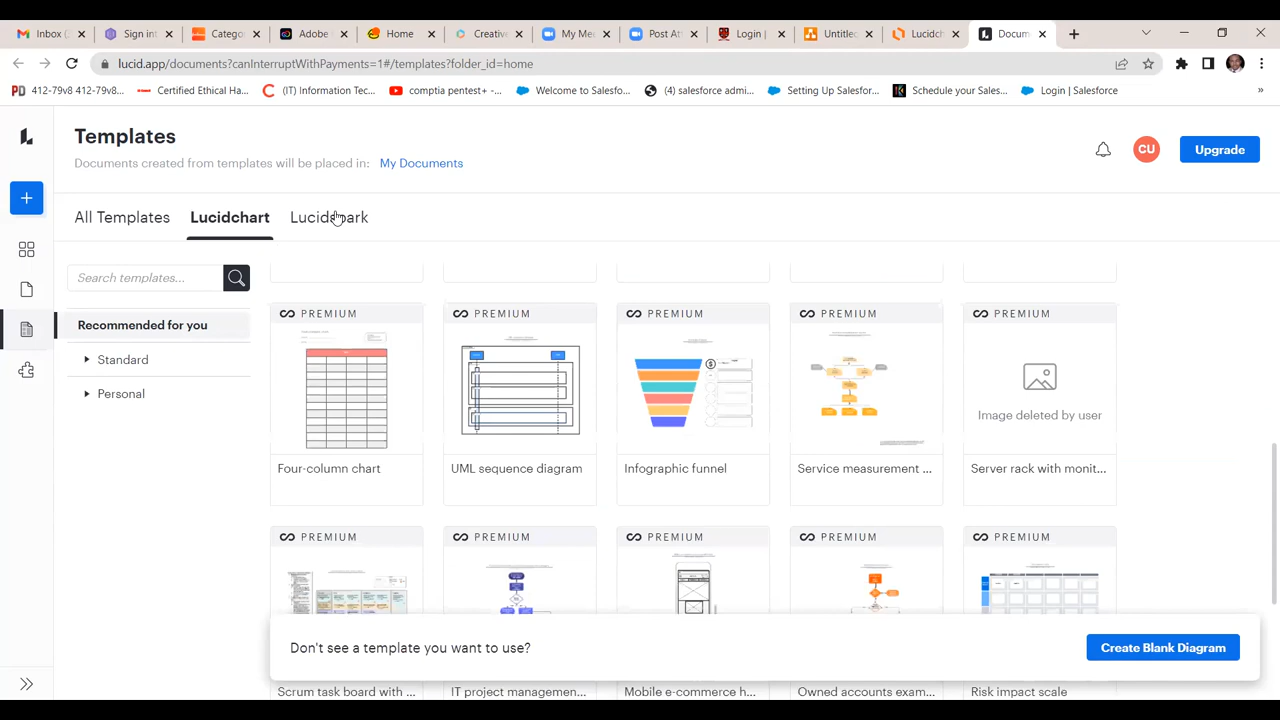 Inbox (
Sign int
Catego
Adobe
Home
Creative
My Me
Post At
Login |
Untitle
Lucidch
Docum
lucid.app/documents?canInterruptWithPayments=1#/templates?folder_id=home
412-79v8 412-79v8...
Certified Ethical Ha...
(IT) Information Tec...
comptia pentest+ -...
Welcome to Salesfo...
(4) salesforce admi...
Setting Up Salesfor...
Schedule your Sales...
Login | Salesforce
»
Templates
Documents created from templates will be placed in: My Documents
CU
Upgrade
All Templates
Lucidchart
Lucidspark
Search templates...
Recommended for you
Standard
Personal
PREMIUM
PREMIUM
PREMIUM
PREMIUM
PREMIUM
Image deleted by user
Four-column chart
UML sequence diagram
Infographic funnel
Service measurement ...
Server rack with monit...
PREMIUM
PREMIUM
PREMIUM
PREMIUM
PREMIUM
Don't see a template you want to use?
Create Blank Diagram
Scrum task board with ...
IT project managemen...
Mobile e-commerce h...
Owned accounts exam...
Risk impact scale